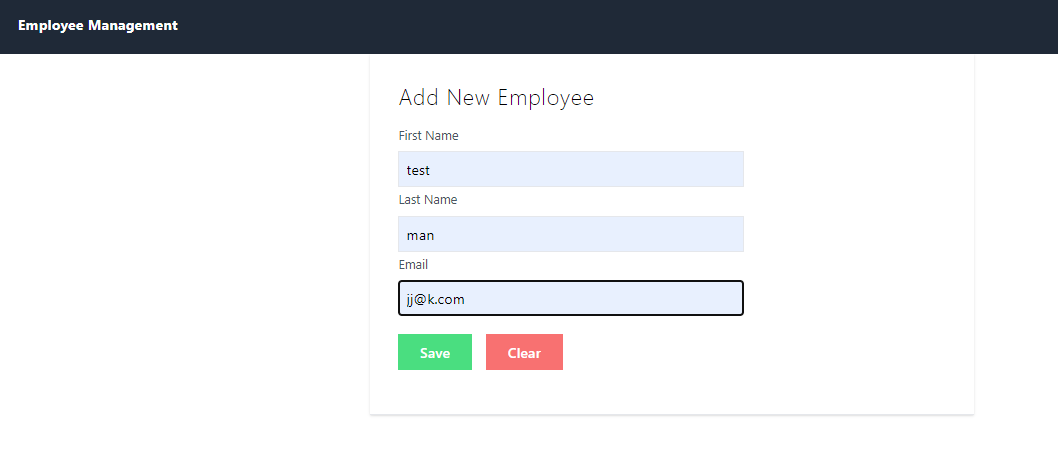 Employee Management
Add New Employee
First Name
test
Last Name
man
Email
jj@k.com
Save Clear